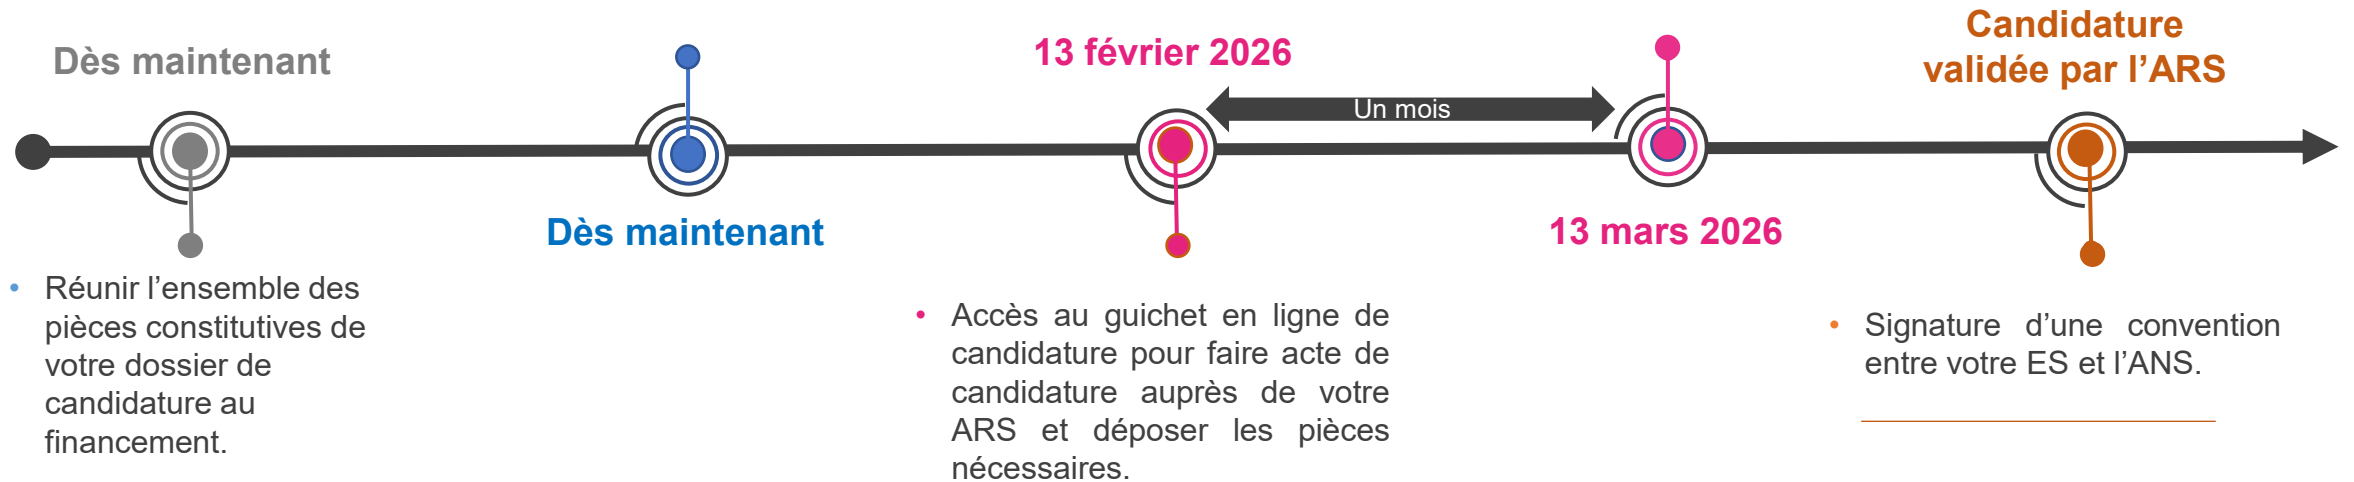 Dès maintenant
• Réunir l’ensemble des
pièces constitutives de
votre dossier de
candidature au
financement.
Dès maintenant
13 février 2026
• Accès au guichet en ligne de
candidature pour faire acte de
candidature auprès de votre
ARS et déposer les pièces
nécessaires.
Un mois
13 mars 2026
Candidature
validée par l’ARS
• Signature d’une convention
entre votre ES et l’ANS.